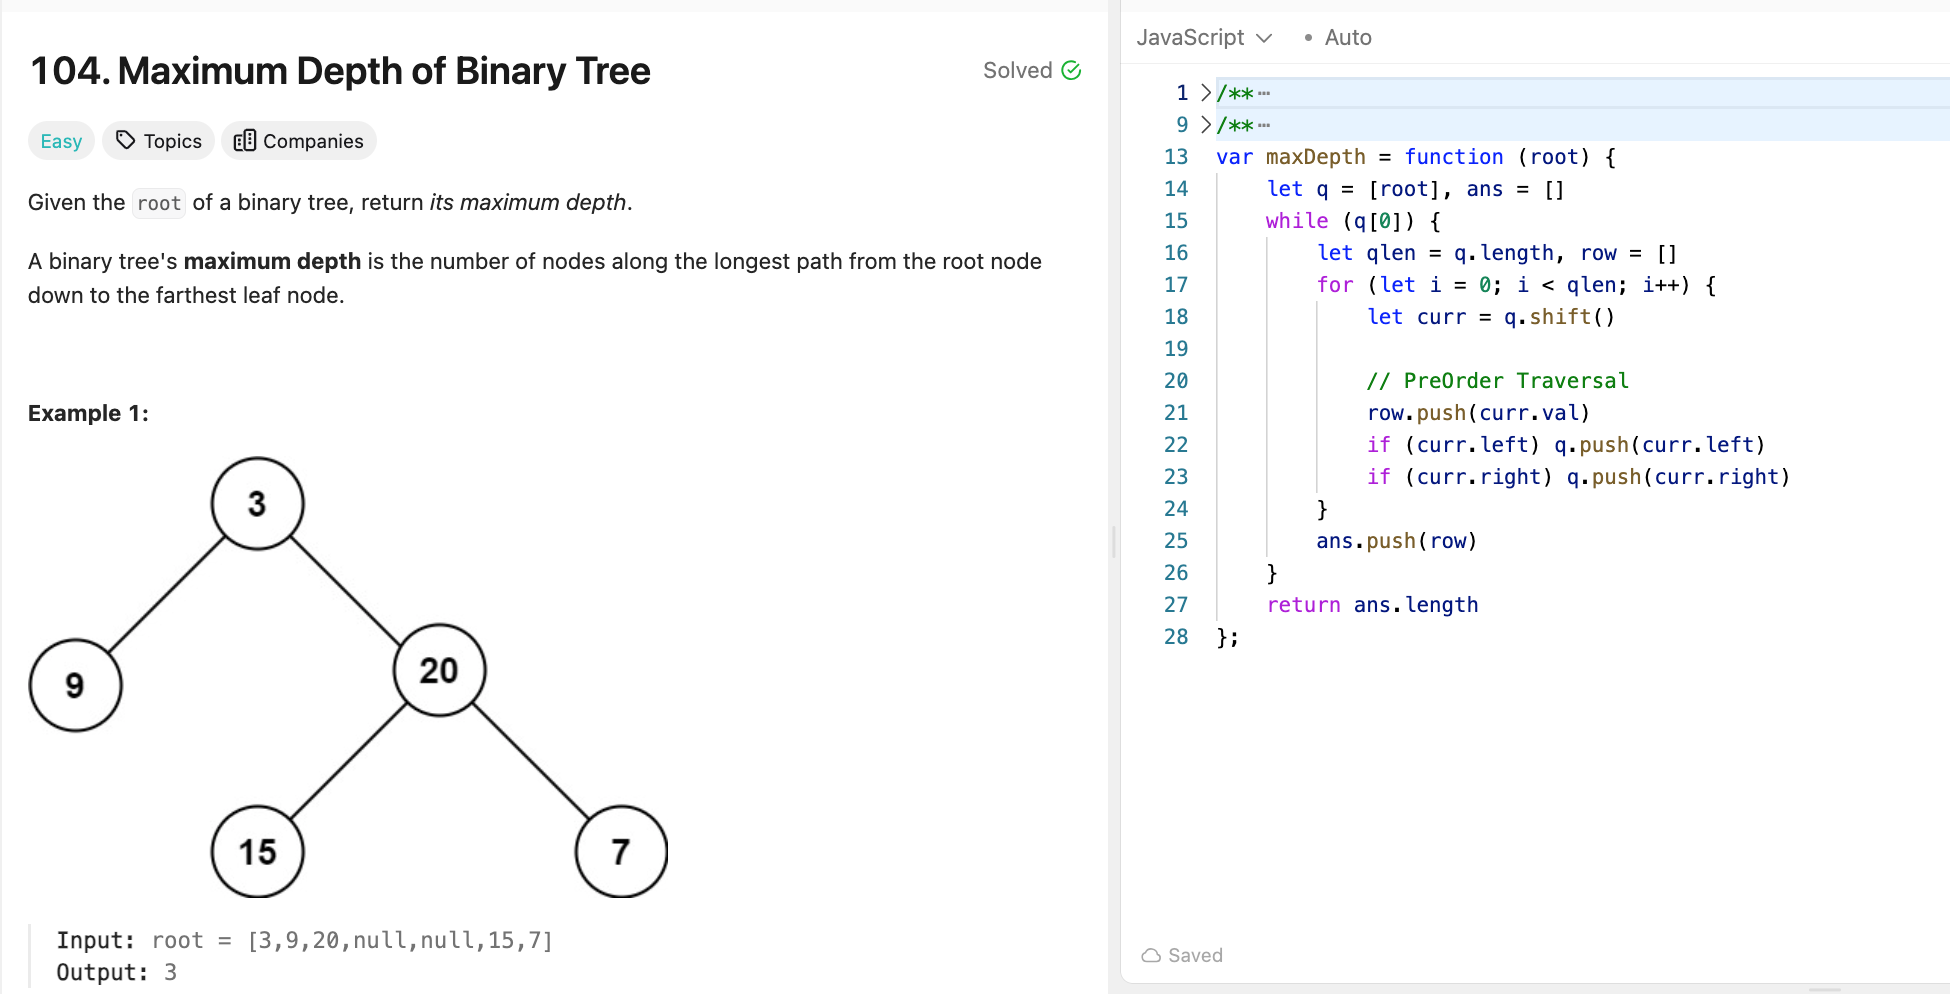 104. Maximum Depth of Binary Tree
Solved
Easy
Topics
Companies
Given the root of a binary tree, return its maximum depth.
A binary tree's maximum depth is the number of nodes along the longest path from the root node
down to the farthest leaf node.
Example 1:
3
9
20
15
7
Input: root = [3,9,20,null,null,15,7]
Output: 3
JavaScript • Auto
1 /** ⋯
9 /** ⋯
13 var maxDepth = function (root) {
14     let q = [root], ans = []
15     while (q[0]) {
16         let qlen = q.length, row = []
17         for (let i = 0; i < qlen; i++) {
18             let curr = q.shift()
19
20             // PreOrder Traversal
21             row.push(curr.val)
22             if (curr.left) q.push(curr.left)
23             if (curr.right) q.push(curr.right)
24         }
25         ans.push(row)
26     }
27     return ans.length
28 };
Saved